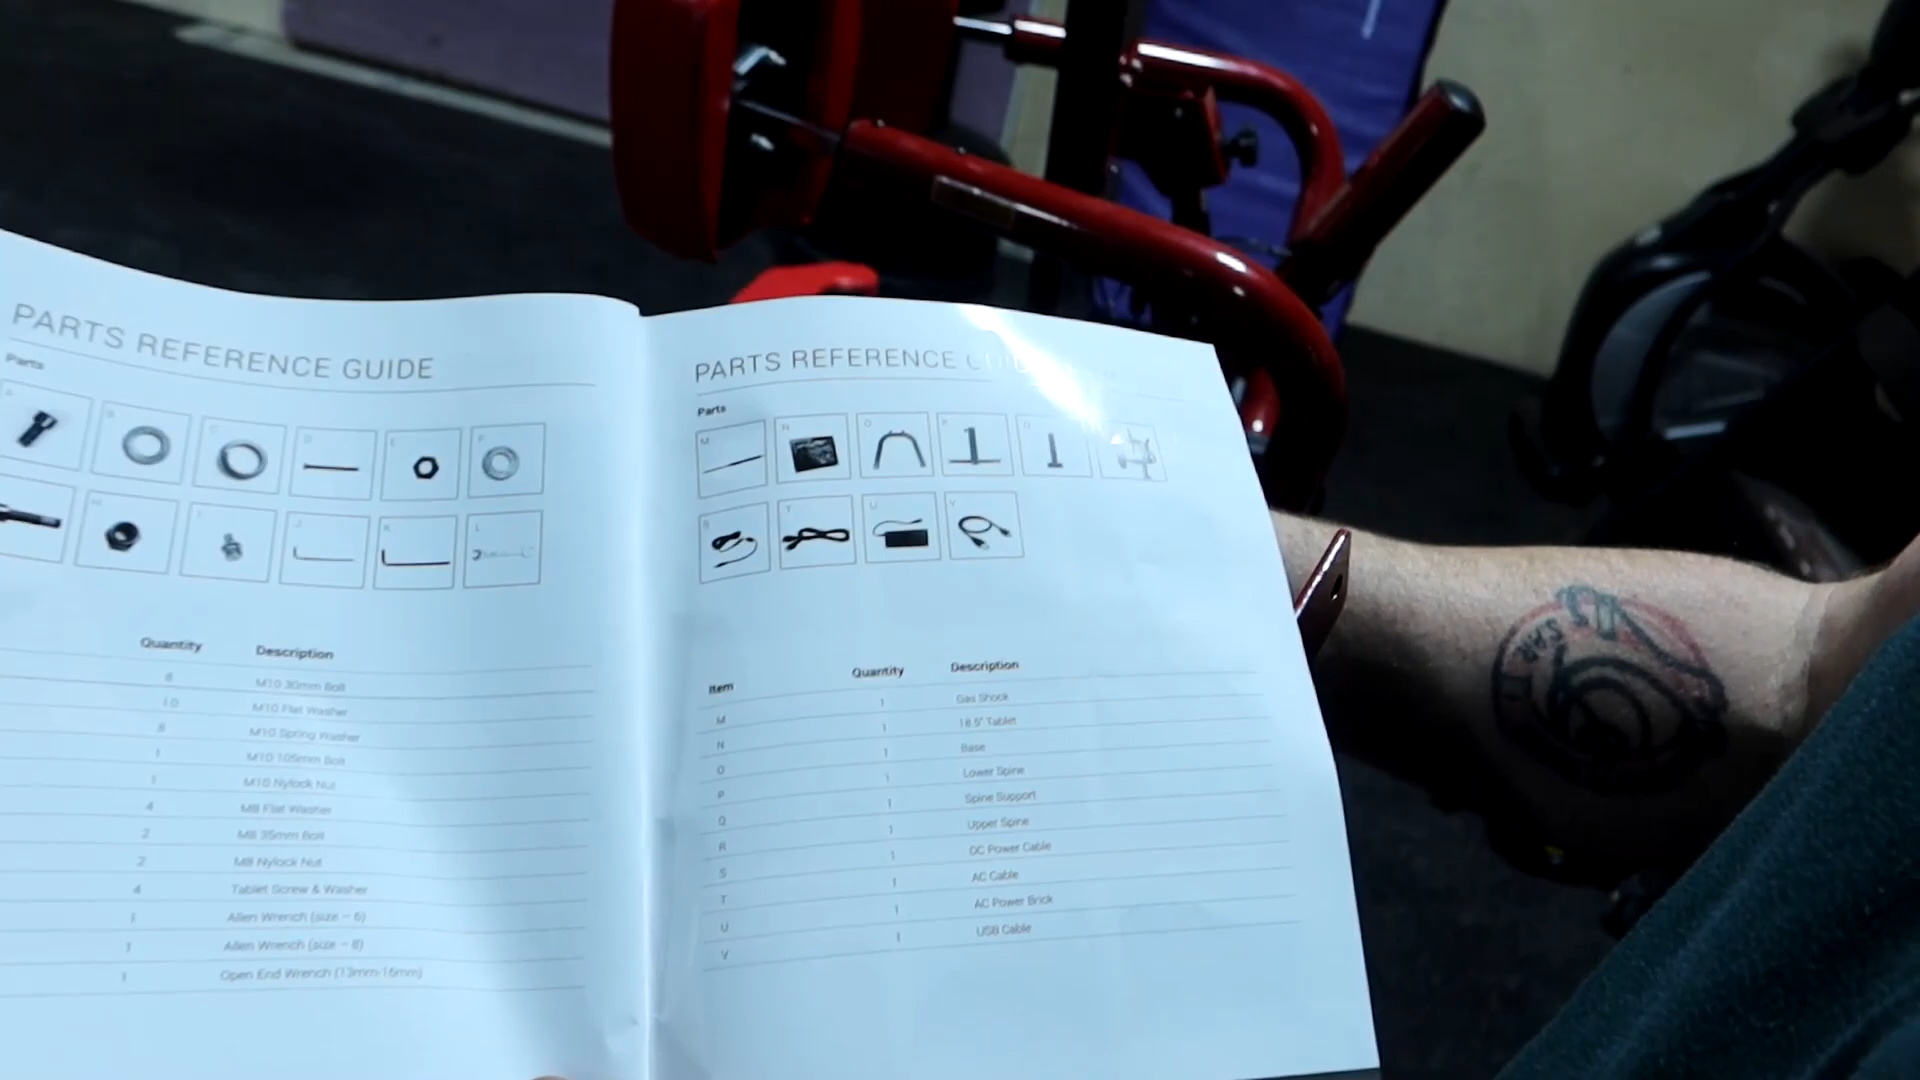 PARTS REFERENCE GUIDE
Parts
A
B
C
D
E
F
H
I
J
K
L
Quantity Description
6 M10 30mm Bolt
10 M10 Flat Washer
8 M10 Spring Washer
1 M10 105mm Bolt
1 M10 Nylock Nut
4 M8 Flat Washer
2 M8 35mm Bolt
2 M8 Nylock Nut
4 Tablet Screw & Washer
1 Allen Wrench (size – 6)
1 Allen Wrench (size – 8)
1 Open End Wrench (13mm-16mm)
PARTS REFERENCE GUIDE
Parts
M
N
O
P
S
T
U
V
Item Quantity Description
M 1 Gas Shock
N 1 18.5" Tablet
O 1 Base
P 1 Lower Spine
Q 1 Spine Support
R 1 Upper Spine
S 1 DC Power Cable
T 1 AC Cable
U 1 AC Power Brick
V 1 USB Cable